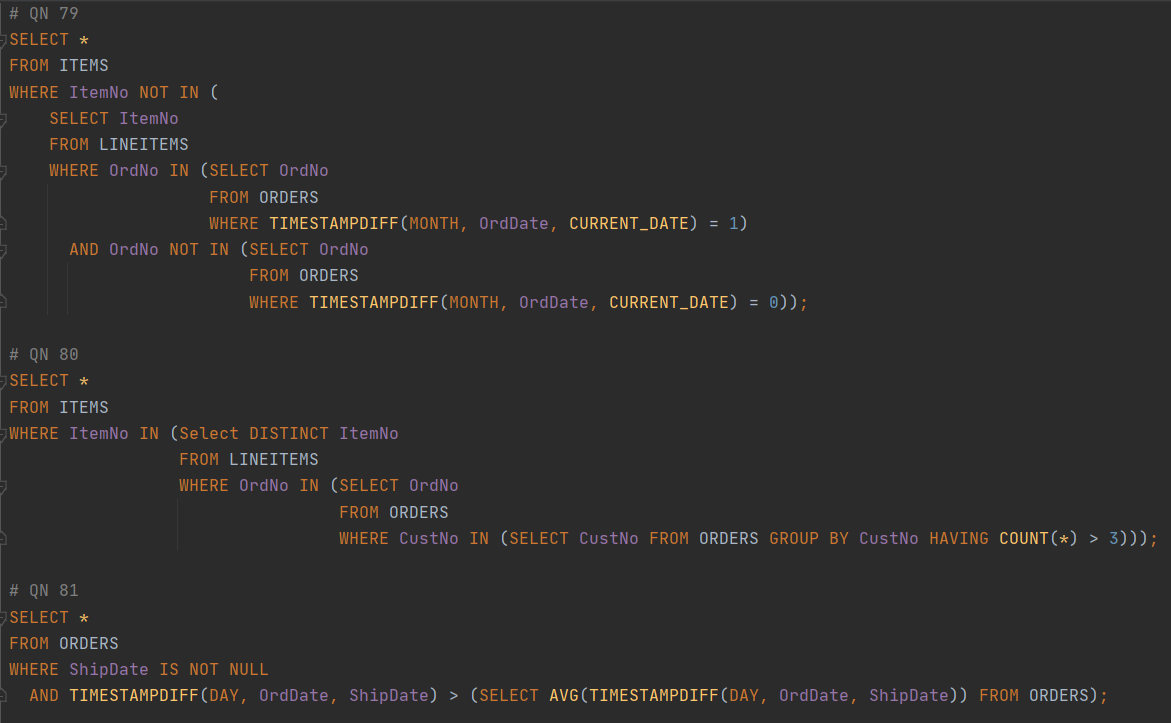 # QN 79
SELECT *
FROM ITEMS
WHERE ItemNo NOT IN (
    SELECT ItemNo
    FROM LINEITEMS
    WHERE OrdNo IN (SELECT OrdNo
                    FROM ORDERS
                    WHERE TIMESTAMPDIFF(MONTH, OrdDate, CURRENT_DATE) = 1)
      AND OrdNo NOT IN (SELECT OrdNo
                        FROM ORDERS
                        WHERE TIMESTAMPDIFF(MONTH, OrdDate, CURRENT_DATE) = 0));

# QN 80
SELECT *
FROM ITEMS
WHERE ItemNo IN (Select DISTINCT ItemNo
                 FROM LINEITEMS
                 WHERE OrdNo IN (SELECT OrdNo
                                 FROM ORDERS
                                 WHERE CustNo IN (SELECT CustNo FROM ORDERS GROUP BY CustNo HAVING COUNT(*) > 3)));

# QN 81
SELECT *
FROM ORDERS
WHERE ShipDate IS NOT NULL
  AND TIMESTAMPDIFF(DAY, OrdDate, ShipDate) > (SELECT AVG(TIMESTAMPDIFF(DAY, OrdDate, ShipDate)) FROM ORDERS);